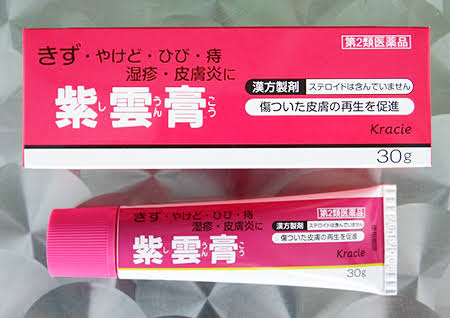 きず・やけど・ひび・痔
湿疹・皮膚炎に
紫雲膏
しうんこう
第2類医薬品
漢方製剤 ステロイドは含んでいません
傷ついた皮膚の再生を促進
Kracie
30g
きず・やけど・ひび・痔
湿疹・皮膚炎に
紫雲膏
しうんこう
第2類医薬品
漢方製剤 ステロイドは含んでいません
傷ついた皮膚の再生を促進
Kracie
30g